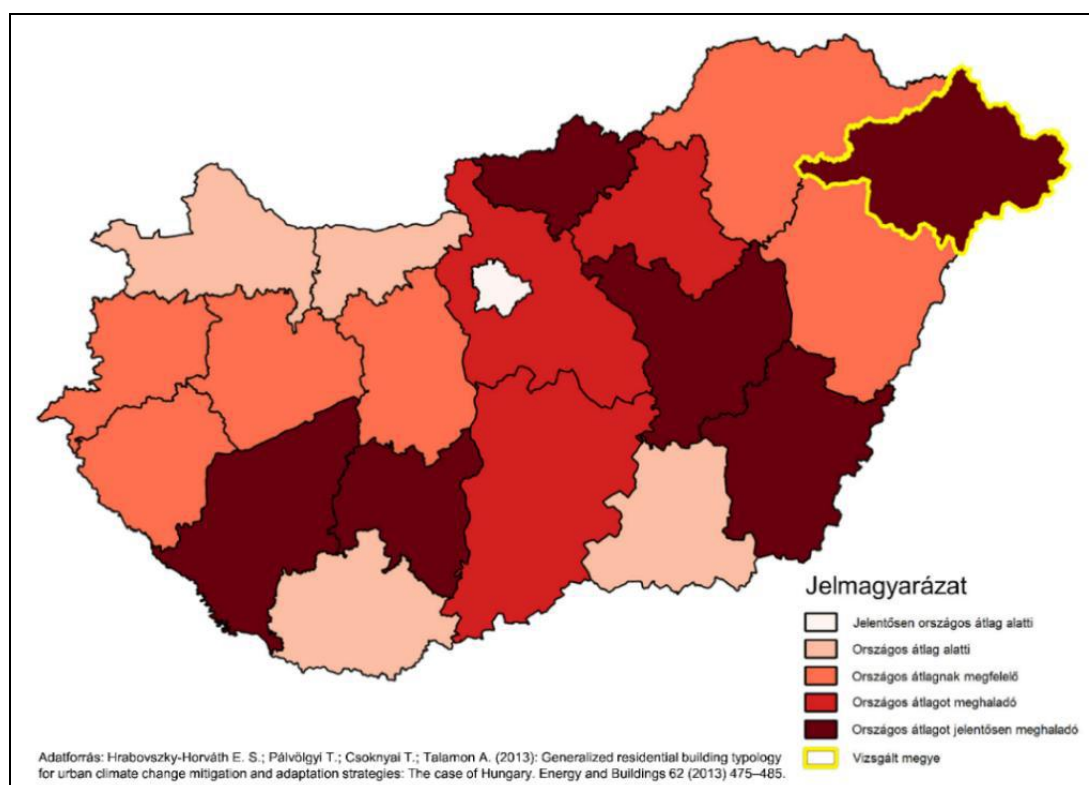 Jelmagyarázat
Jelentősen országos átlag alatti
Országos átlag alatti
Országos átlagnak megfelelő
Országos átlagot meghaladó
Országos átlagot jelentősen meghaladó
Vizsgált megye
Adatforrás: Hrabovszky-Horváth E. S.; Pálvölgyi T.; Csoknyai T.; Talamon A. (2013): Generalized residential building typology
for urban climate change mitigation and adaptation strategies: The case of Hungary. Energy and Buildings 62 (2013) 475–485.